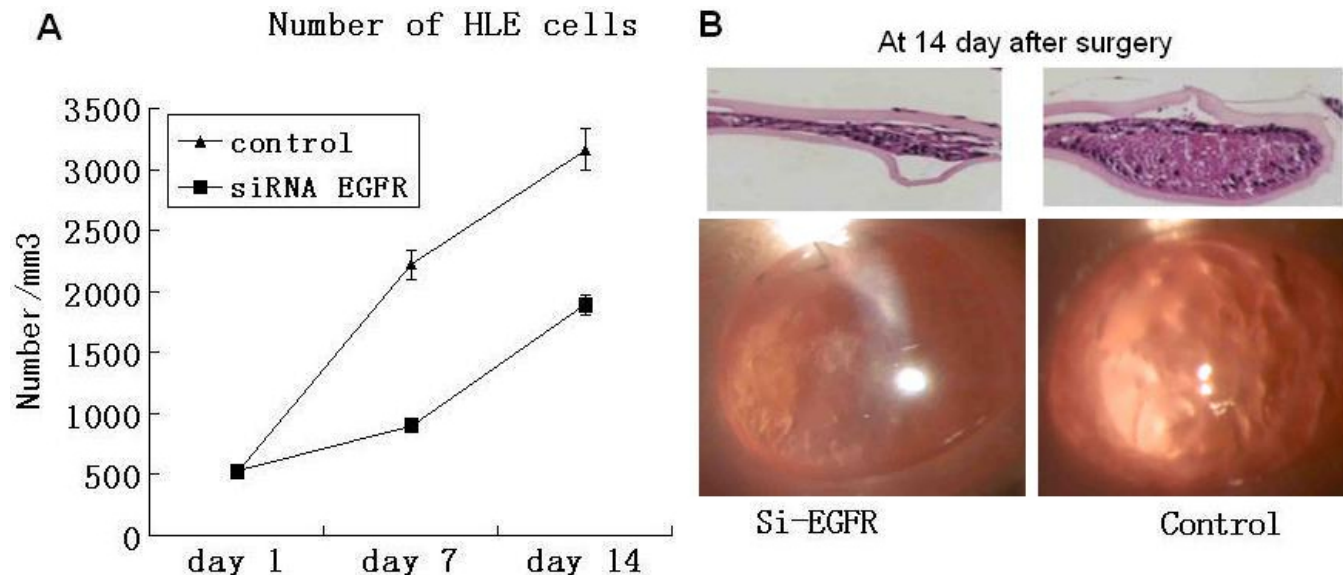 A
Number of HLE cells
3500
3000
2500
2000
1500
1000
500
0
Number/mm3
control
siRNA EGFR
day 1
day 7
day 14
B
At 14 day after surgery
Si-EGFR
Control